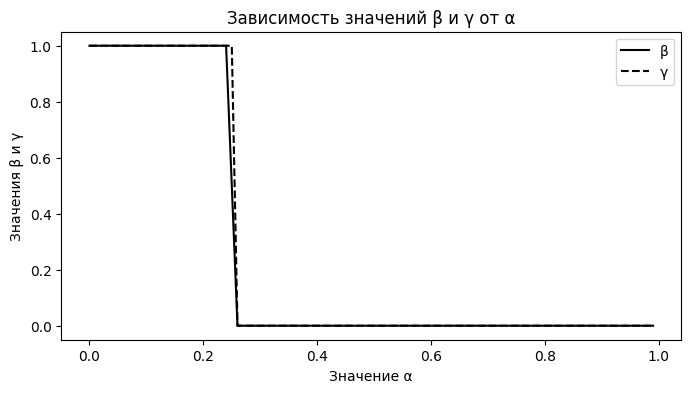 Зависимость значений β и γ от α
β
γ
Значения β и γ
1.0
0.8
0.6
0.4
0.2
0.0
0.0 0.2 0.4 0.6 0.8 1.0
Значение α